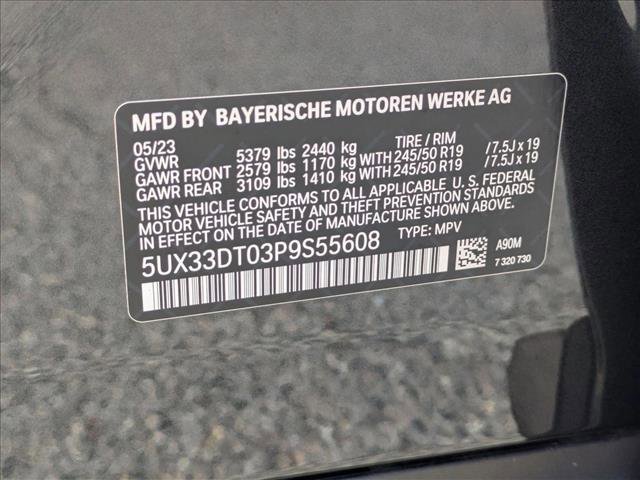 MFD BY BAYERISCHE MOTOREN WERKE AG
05/23 TIRE / RIM
GVWR 5379 lbs 2440 kg
GAWR FRONT 2579 lbs 1170 kg WITH 245/50 R19 /7.5J x 19
GAWR REAR 3109 lbs 1410 kg WITH 245/50 R19 /7.5J x 19
THIS VEHICLE CONFORMS TO ALL APPLICABLE U. S. FEDERAL
MOTOR VEHICLE SAFETY AND THEFT PREVENTION STANDARDS
IN EFFECT ON THE DATE OF MANUFACTURE SHOWN ABOVE.
5UX33DT03P9S55608 TYPE: MPV
A90M
7 320 730